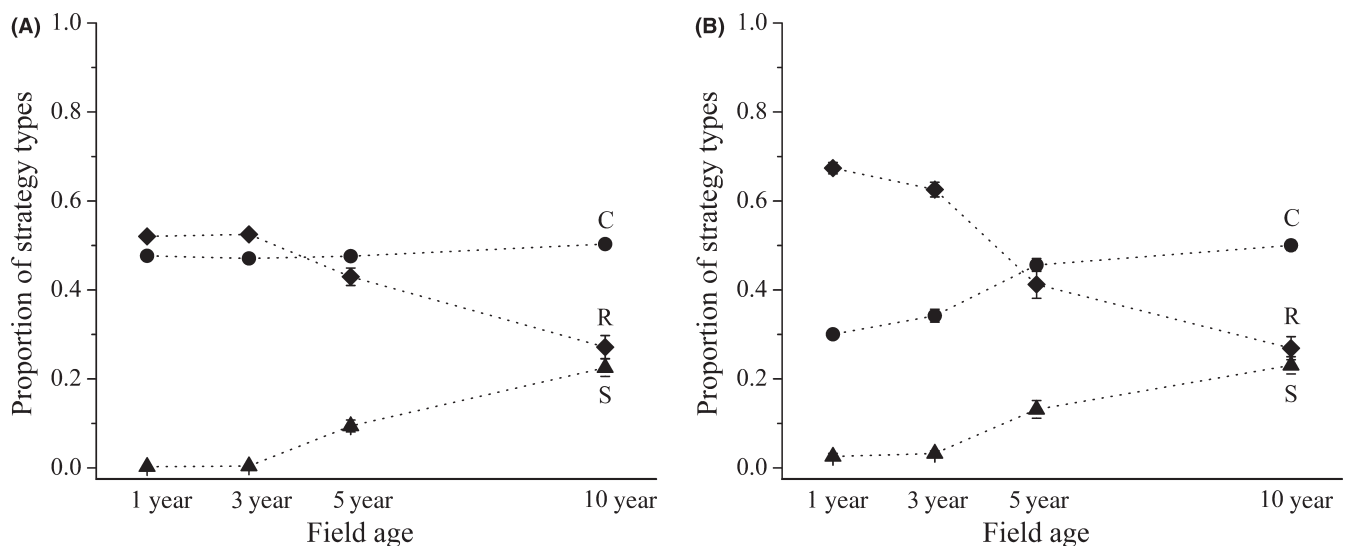 (A)
Proportion of strategy types
1.0
0.8
0.6
0.4
0.2
0.0
C
R
S
1 year 3 year 5 year 10 year
Field age
(B)
Proportion of strategy types
1.0
0.8
0.6
0.4
0.2
0.0
C
R
S
1 year 3 year 5 year 10 year
Field age